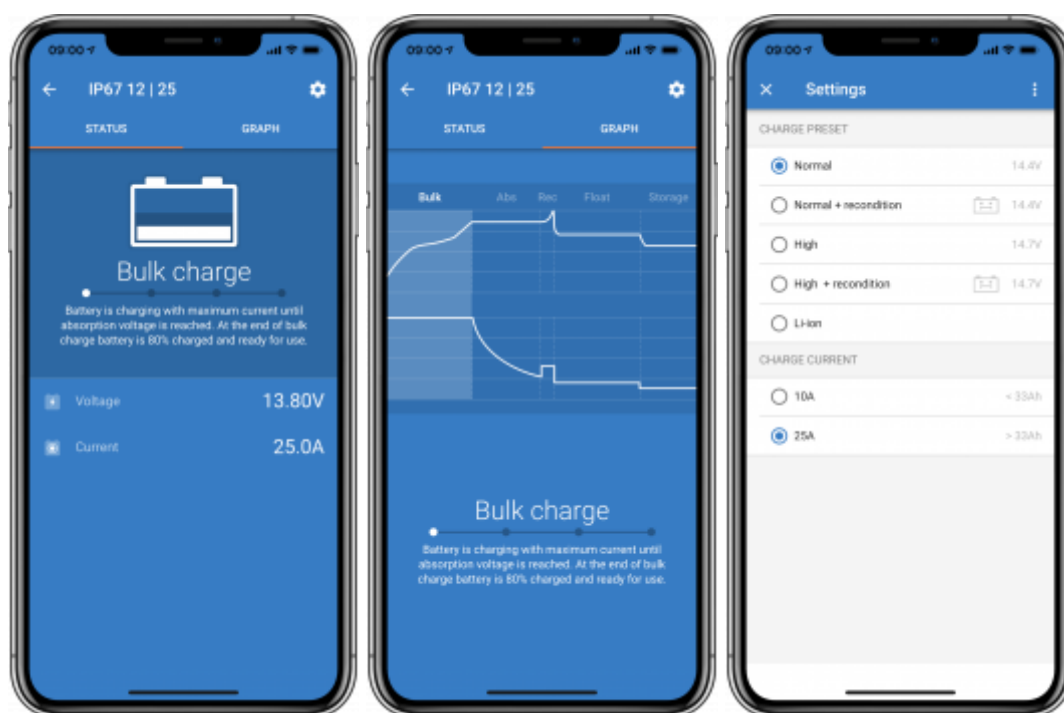 09:00
IP67 12 | 25
STATUS GRAPH
Bulk charge
Battery is charging with maximum current until
absorption voltage is reached. At the end of bulk
charge battery is 80% charged and ready for use.
Voltage 13.80V
Current 25.0A
09:00
IP67 12 | 25
STATUS GRAPH
Bulk Abs Rec Float Storage
Bulk charge
Battery is charging with maximum current until
absorption voltage is reached. At the end of bulk
charge battery is 80% charged and ready for use.
09:00
Settings
CHARGE PRESET
Normal 14.4V
Normal + recondition 14.4V
High 14.7V
High + recondition 14.7V
Li-ion
CHARGE CURRENT
10A < 33Ah
25A > 33Ah